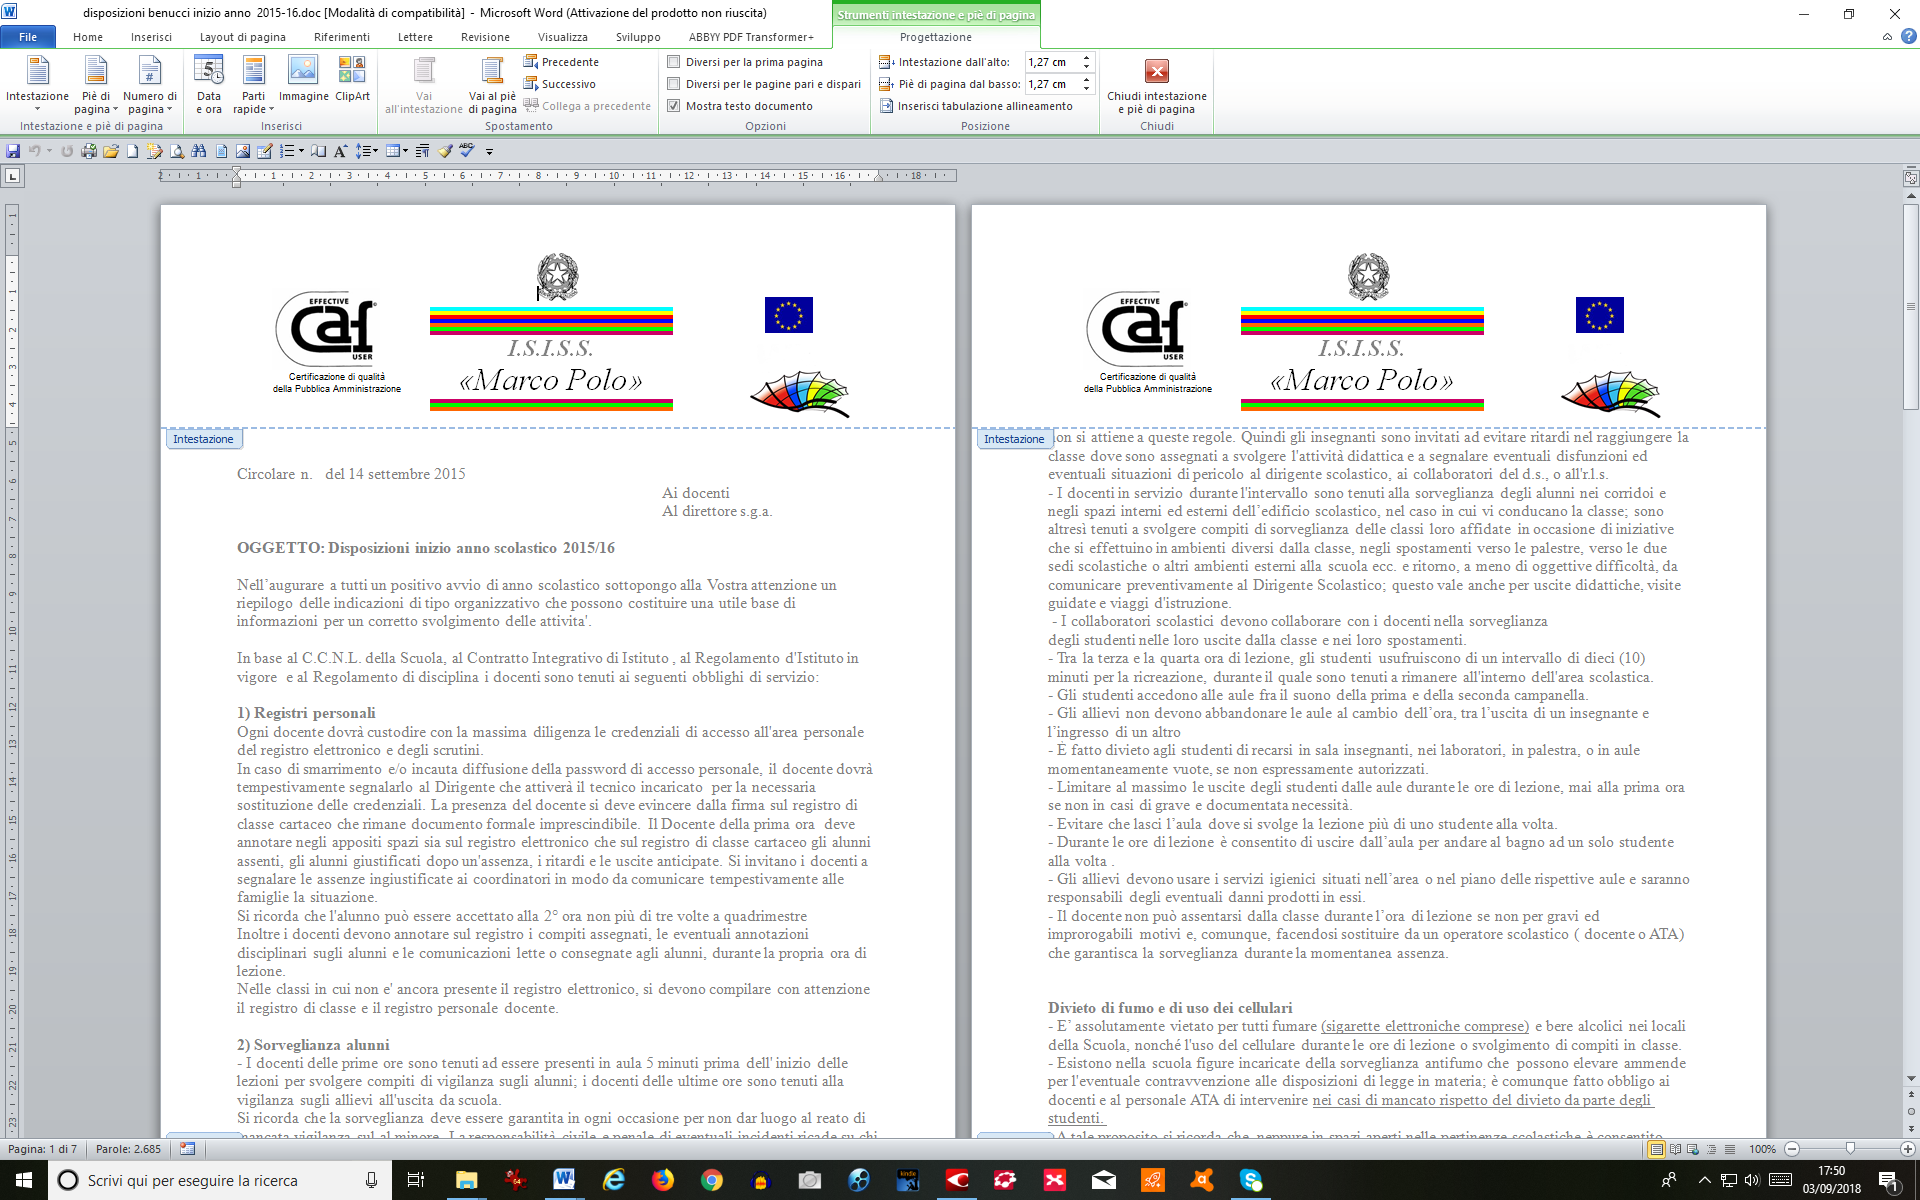 disposizioni benucci inizio anno  2015-16.doc [Modalità di compatibilità]  -  Microsoft Word (Attivazione del prodotto non riuscita)
Strumenti intestazione e piè di pagina
File Home Inserisci Layout di pagina Riferimenti Lettere Revisione Visualizza Sviluppo ABBYY PDF Transformer+ Progettazione
Intestazione
Piè di pagina
Numero di pagina
Intestazione e piè di pagina
Data e ora
Parti rapide
Immagine
ClipArt
Inserisci
Vai all'intestazione
Vai al piè di pagina
Precedente
Successivo
Collega a precedente
Spostamento
Diversi per la prima pagina
Diversi per le pagine pari e dispari
Mostra testo documento
Opzioni
Intestazione dall'alto: 1,27 cm
Piè di pagina dal basso: 1,27 cm
Inserisci tabulazione allineamento
Posizione
Chiudi intestazione e piè di pagina
Chiudi
EFFECTIVE
Caf
USER
Certificazione di qualità
della Pubblica Amministrazione
I.S.I.S.S.
«Marco Polo»
Intestazione
Circolare n.   del 14 settembre 2015
Ai docenti
Al direttore s.g.a.
OGGETTO: Disposizioni inizio anno scolastico 2015/16
Nell'augurare a tutti un positivo avvio di anno scolastico sottopongo alla Vostra attenzione un
riepilogo delle indicazioni di tipo organizzativo che possono costituire una utile base di
informazioni per un corretto svolgimento delle attivita'.
In base al C.C.N.L. della Scuola, al Contratto Integrativo di Istituto , al Regolamento d'Istituto in
vigore  e al Regolamento di disciplina i docenti sono tenuti ai seguenti obblighi di servizio:
1) Registri personali
Ogni docente dovrà custodire con la massima diligenza le credenziali di accesso all'area personale
del registro elettronico e degli scrutini.
In caso di smarrimento e/o incauta diffusione della password di accesso personale, il docente dovrà
tempestivamente segnalarlo al Dirigente che attiverà il tecnico incaricato  per la necessaria
sostituzione delle credenziali. La presenza del docente si deve evincere dalla firma sul registro di
classe cartaceo che rimane documento formale imprescindibile.  Il Docente della prima ora  deve
annotare negli appositi spazi sia sul registro elettronico che sul registro di classe cartaceo gli alunni
assenti, gli alunni giustificati dopo un'assenza, i ritardi e le uscite anticipate. Si invitano i docenti a
segnalare le assenze ingiustificate ai coordinatori in modo da comunicare tempestivamente alle
famiglie la situazione.
Si ricorda che l'alunno può essere accettato alla 2° ora non più di tre volte a quadrimestre
Inoltre i docenti devono annotare sul registro i compiti assegnati, le eventuali annotazioni
disciplinari sugli alunni e le comunicazioni lette o consegnate agli alunni, durante la propria ora di
lezione.
Nelle classi in cui non e' ancora presente il registro elettronico, si devono compilare con attenzione
il registro di classe e il registro personale docente.
2) Sorveglianza alunni
- I docenti delle prime ore sono tenuti ad essere presenti in aula 5 minuti prima dell'inizio delle
lezioni per svolgere compiti di vigilanza sugli alunni; i docenti delle ultime ore sono tenuti alla
vigilanza sugli allievi all'uscita da scuola.
Si ricorda che la sorveglianza deve essere garantita in ogni occasione per non dar luogo al reato di
mancata vigilanza sul al minore. La responsabilità civile e penale di eventuali incidenti ricade su chi
EFFECTIVE
Caf
USER
Certificazione di qualità
della Pubblica Amministrazione
I.S.I.S.S.
«Marco Polo»
Intestazione
non si attiene a queste regole. Quindi gli insegnanti sono invitati ad evitare ritardi nel raggiungere la
classe dove sono assegnati a svolgere l'attività didattica e a segnalare eventuali disfunzioni ed
eventuali situazioni di pericolo al dirigente scolastico, ai collaboratori del d.s., o all'r.l.s.
- I docenti in servizio durante l'intervallo sono tenuti alla sorveglianza degli alunni nei corridoi e
negli spazi interni ed esterni dell'edificio scolastico, nel caso in cui vi conducano la classe; sono
altresì tenuti a svolgere compiti di sorveglianza delle classi loro affidate in occasione di iniziative
che si effettuino in ambienti diversi dalla classe, negli spostamenti verso le palestre, verso le due
sedi scolastiche o altri ambienti esterni alla scuola ecc. e ritorno, a meno di oggettive difficoltà, da
comunicare preventivamente al Dirigente Scolastico; questo vale anche per uscite didattiche, visite
guidate e viaggi d'istruzione.
- I collaboratori scolastici devono collaborare con i docenti nella sorveglianza
degli studenti nelle loro uscite dalla classe e nei loro spostamenti.
- Tra la terza e la quarta ora di lezione, gli studenti usufruiscono di un intervallo di dieci (10)
minuti per la ricreazione, durante il quale sono tenuti a rimanere all'interno dell'area scolastica.
- Gli studenti accedono alle aule fra il suono della prima e della seconda campanella.
- Gli allievi non devono abbandonare le aule al cambio dell'ora, tra l'uscita di un insegnante e
l'ingresso di un altro
- È fatto divieto agli studenti di recarsi in sala insegnanti, nei laboratori, in palestra, o in aule
momentaneamente vuote, se non espressamente autorizzati.
- Limitare al massimo le uscite degli studenti dalle aule durante le ore di lezione, mai alla prima ora
se non in casi di grave e documentata necessità.
- Evitare che lasci l'aula dove si svolge la lezione più di uno studente alla volta.
- Durante le ore di lezione è consentito di uscire dall'aula per andare al bagno ad un solo studente
alla volta .
- Gli allievi devono usare i servizi igienici situati nell'area o nel piano delle rispettive aule e saranno
responsabili degli eventuali danni prodotti in essi.
- Il docente non può assentarsi dalla classe durante l'ora di lezione se non per gravi ed
improrogabili motivi e, comunque, facendosi sostituire da un operatore scolastico ( docente o ATA)
che garantisca la sorveglianza durante la momentanea assenza.
Divieto di fumo e di uso dei cellulari
- E' assolutamente vietato per tutti fumare (sigarette elettroniche comprese) e bere alcolici nei locali
della Scuola, nonché l'uso del cellulare durante le ore di lezione o svolgimento di compiti in classe.
- Esistono nella scuola figure incaricate della sorveglianza antifumo che possono elevare ammende
per l'eventuale contravvenzione alle disposizioni di legge in materia; è comunque fatto obbligo ai
docenti e al personale ATA di intervenire nei casi di mancato rispetto del divieto da parte degli
studenti.
- A tale proposito si ricorda che neppure in spazi aperti nelle pertinenze scolastiche è consentito
Pagina: 1 di 7 Parole: 2.685 100%
Scrivi qui per eseguire la ricerca
17:50
03/09/2018